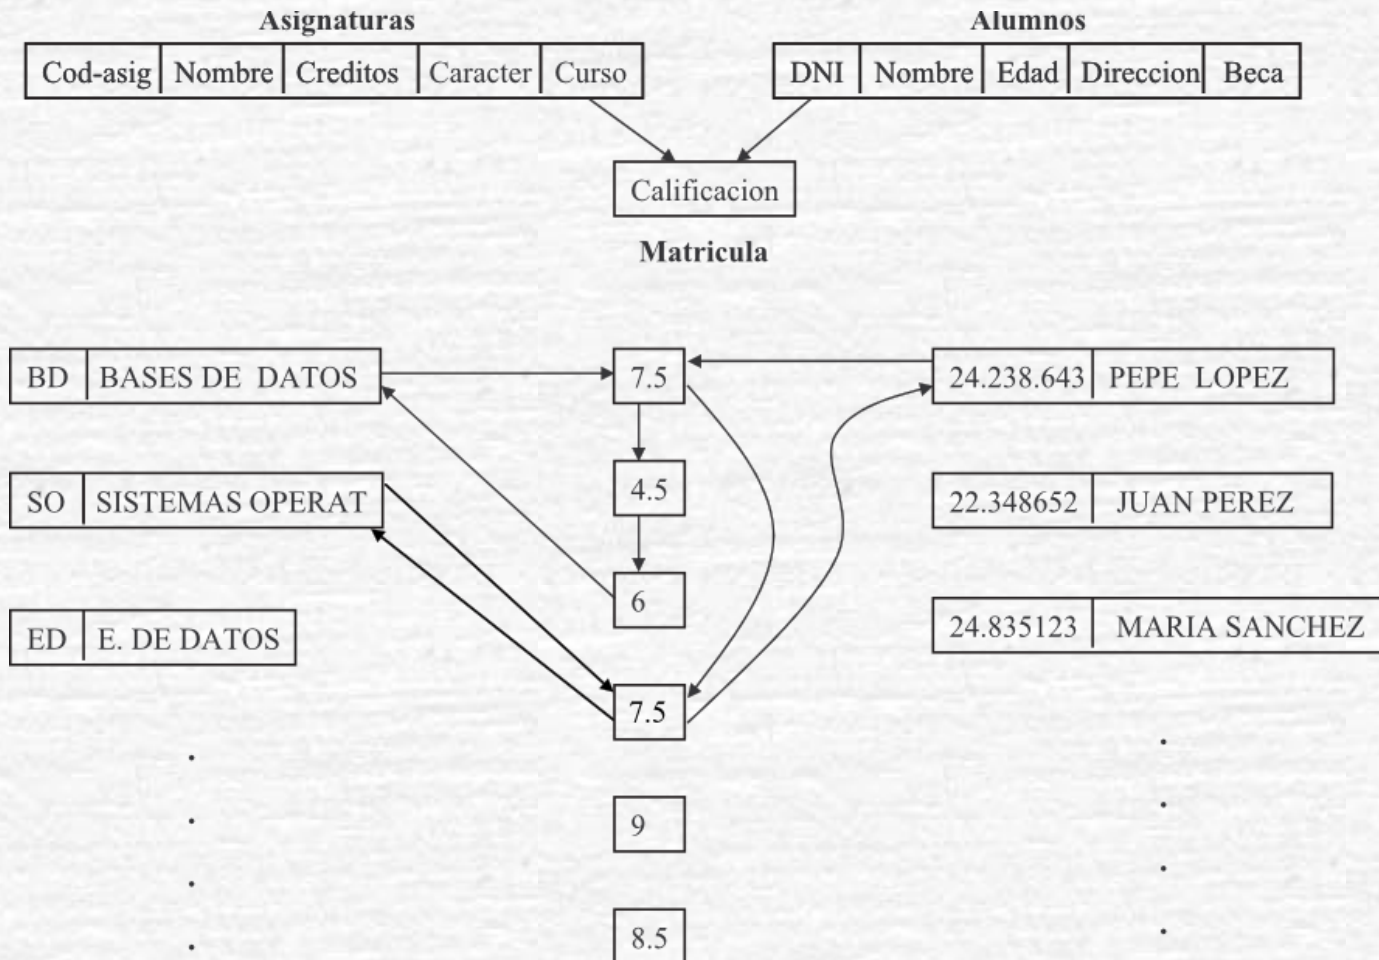 Asignaturas
Alumnos
Cod-asig Nombre Creditos Caracter Curso
DNI Nombre Edad Direccion Beca
Calificacion
Matricula
BD BASES DE DATOS
7.5
24.238.643 PEPE LOPEZ
SO SISTEMAS OPERAT
4.5
22.348652 JUAN PEREZ
6
ED E. DE DATOS
24.835123 MARIA SANCHEZ
7.5
9
8.5